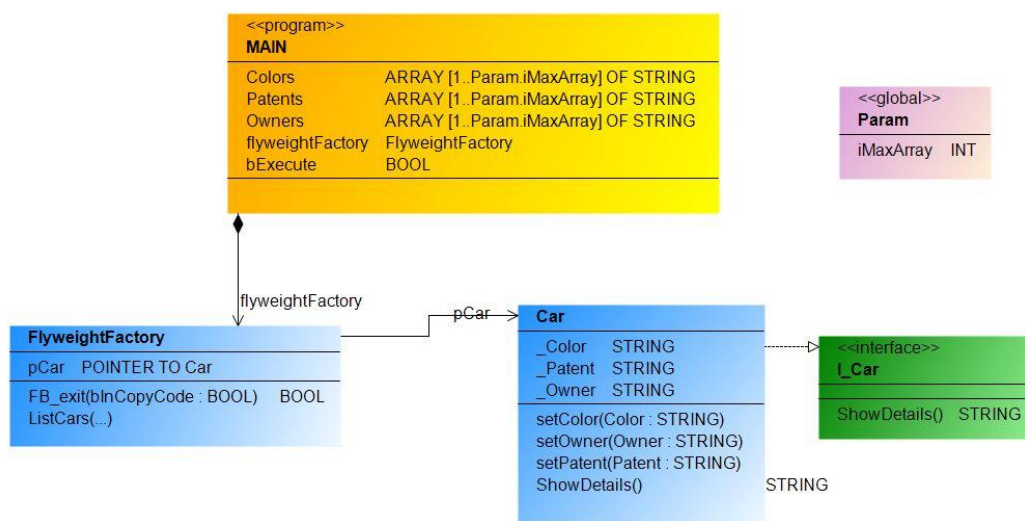 <<program>>
MAIN
Colors ARRAY [1..Param.iMaxArray] OF STRING
Patents ARRAY [1..Param.iMaxArray] OF STRING
Owners ARRAY [1..Param.iMaxArray] OF STRING
flyweightFactory FlyweightFactory
bExecute BOOL
<<global>>
Param
iMaxArray INT
flyweightFactory
FlyweightFactory
pCar POINTER TO Car
FB_exit(bInCopyCode : BOOL) BOOL
ListCars(...)
pCar
Car
_Color STRING
_Patent STRING
_Owner STRING
setColor(Color : STRING)
setOwner(Owner : STRING)
setPatent(Patent : STRING)
ShowDetails() STRING
<<interface>>
I_Car
ShowDetails() STRING